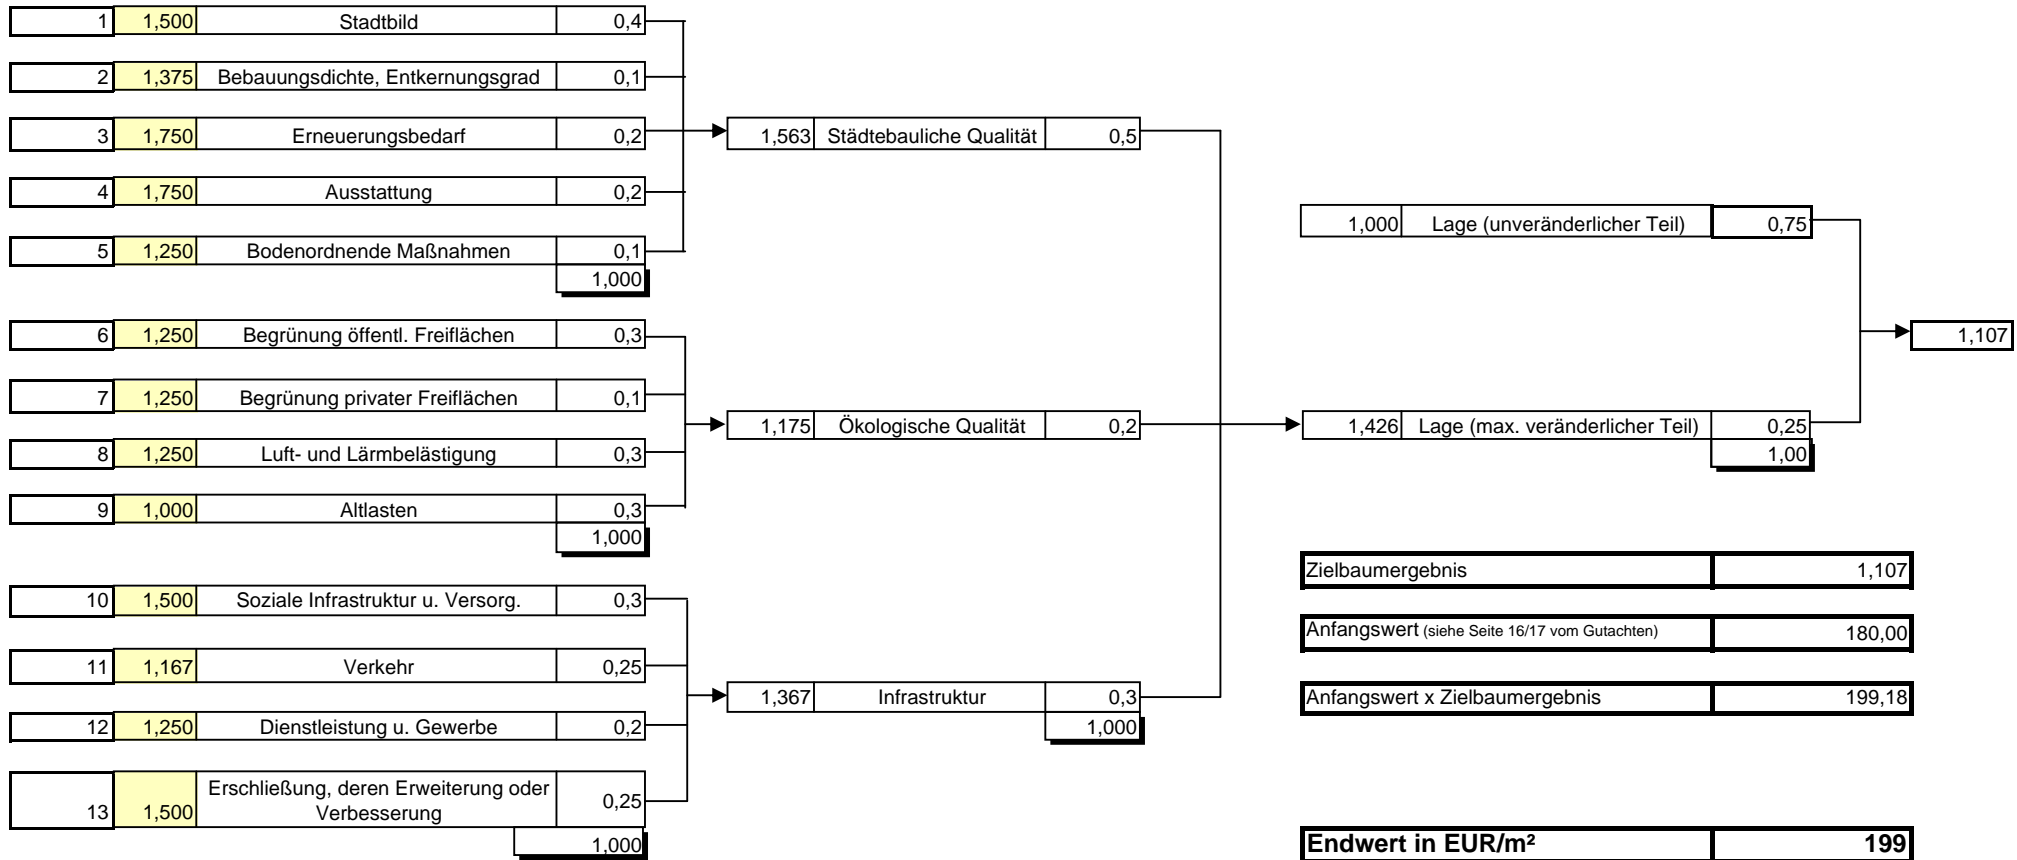 1 1,500 Stadtbild 0,4
2 1,375 Bebauungsdichte, Entkernungsgrad 0,1
3 1,750 Erneuerungsbedarf 0,2
4 1,750 Ausstattung 0,2
5 1,250 Bodenordnende Maßnahmen 0,1
1,000
6 1,250 Begrünung öffentl. Freiflächen 0,3
7 1,250 Begrünung privater Freiflächen 0,1
8 1,250 Luft- und Lärmbelästigung 0,3
9 1,000 Altlasten 0,3
1,000
10 1,500 Soziale Infrastruktur u. Versorg. 0,3
11 1,167 Verkehr 0,25
12 1,250 Dienstleistung u. Gewerbe 0,2
13 1,500 Erschließung, deren Erweiterung oder
Verbesserung 0,25
1,000
1,563 Städtebauliche Qualität 0,5
1,175 Ökologische Qualität 0,2
1,367 Infrastruktur 0,3
1,000
1,000 Lage (unveränderlicher Teil) 0,75
1,426 Lage (max. veränderlicher Teil) 0,25
1,00
1,107
Zielbaumergebnis 1,107
Anfangswert (siehe Seite 16/17 vom Gutachten) 180,00
Anfangswert x Zielbaumergebnis 199,18
Endwert in EUR/m² 199